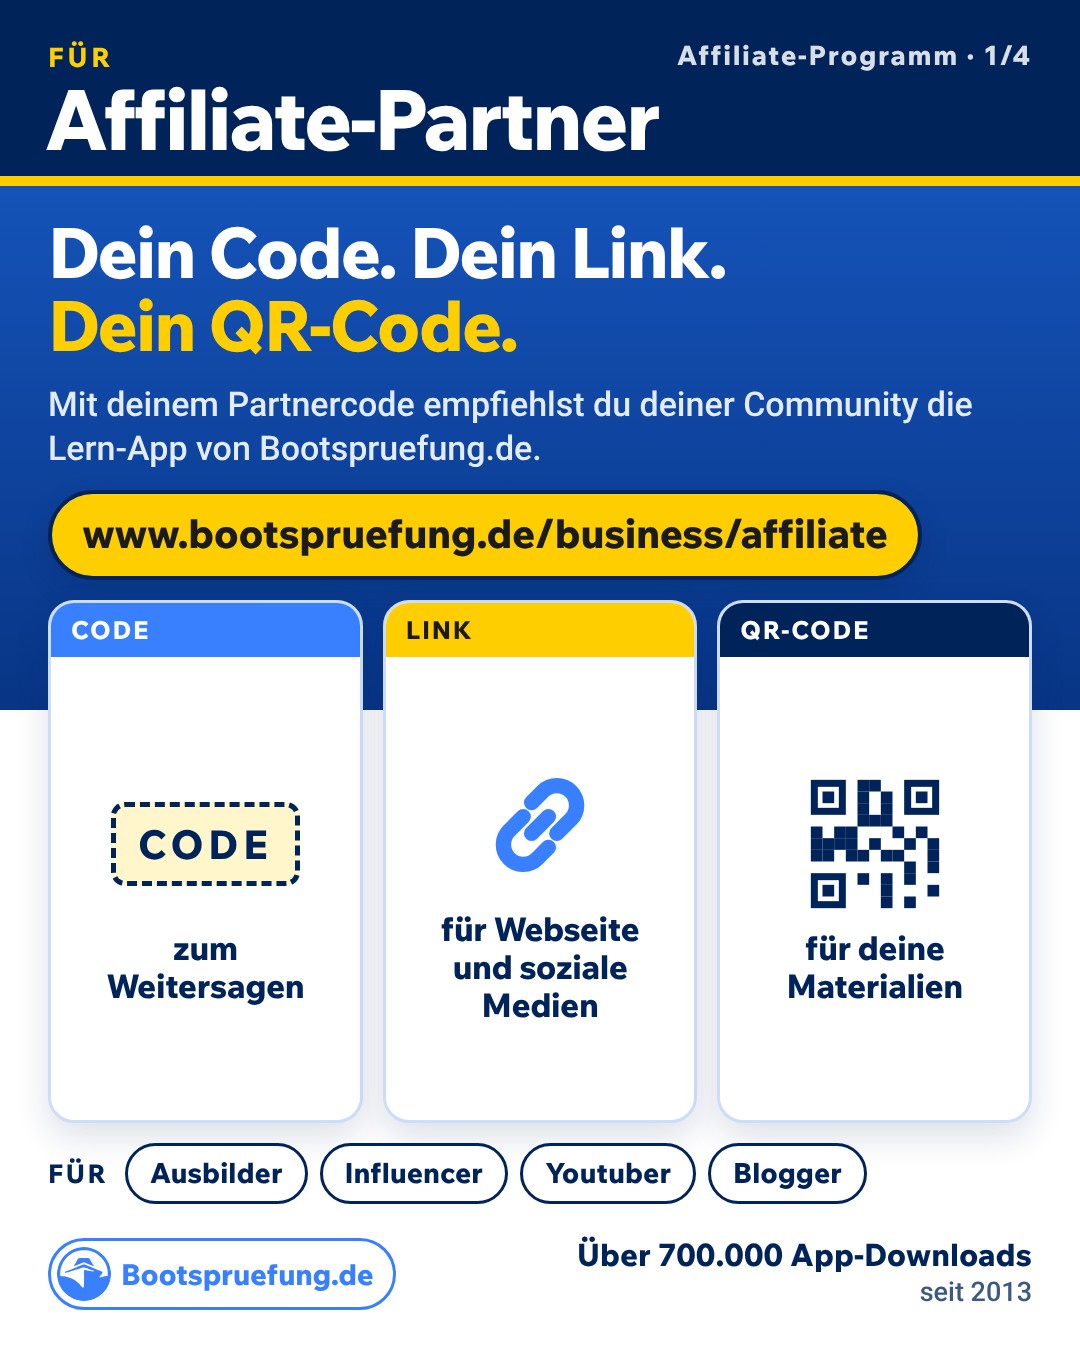 FÜR
Affiliate-Programm · 1/4
Affiliate-Partner
Dein Code. Dein Link.
Dein QR-Code.
Mit deinem Partnercode empfiehlst du deiner Community die
Lern-App von Bootspruefung.de.
www.bootspruefung.de/business/affiliate
CODE
CODE
zum
Weitersagen
LINK
für Webseite
und soziale
Medien
QR-CODE
für deine
Materialien
FÜR Ausbilder Influencer Youtuber Blogger
Bootspruefung.de
Über 700.000 App-Downloads
seit 2013